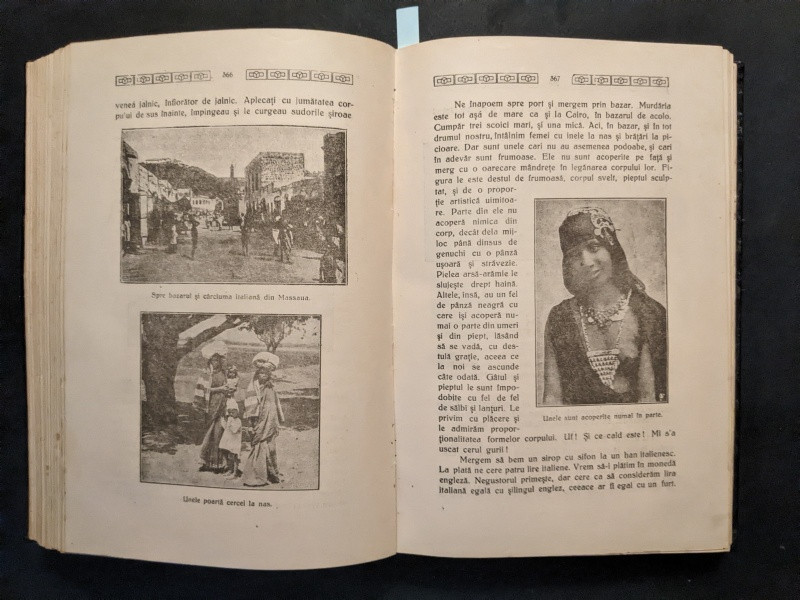 366
venea jalnic, înfiorător de jalnic. Aplecați cu jumătatea cor-
pu'ui de sus înainte, împingeau și le curgeau sudorile șiroae
Spre bazarul și cârciuma italiană din Massaua.
Unele poartă cercei la nas.
367
Ne înapoem spre port și mergem prin bazar. Murdăria
este tot așă de mare ca și la Cairo, în bazarul de acolo.
Cumpăr trei scoici mari, și una mică. Aci, în bazar, și în tot
drumul nostru, întâlnim femei cu inele la nas și brățări la pi-
cioare. Dar sunt unele cari nu au asemenea podoabe, și cari
în adevăr sunt frumoase. Ele nu sunt acoperite pe față și
merg cu o oarecare mândrețe în legănarea corpului lor. Fi-
gura le este destul de frumoasă, corpul svelt, pieptul sculp-
tat, și de o propor-
ție artistică uimitoa-
re. Parte din ele nu
acoperă nimica din
corp, decât dela mij-
loc până dinsus de
genuchi cu o pânză
ușoară și străvezie.
Pielea arsă-arămie le
slujește drept haină.
Altele, însă, au un fel
de pânză neagră cu
care își acoperă nu-
mai o parte din umeri
și din piept, lăsând
să se vadă, cu des-
tulă grație, aceea ce
la noi se ascunde
câte odată. Gâtul și
pieptul le sunt împo-
dobite cu fel de fel
de sălbi și lanțuri. Le
privim cu plăcere și
le admirăm propor-
ționalitatea formelor corpului. Uf! Și ce cald este! Mi s'a
uscat cerul gurii!
Unele sunt acoperite numai în parte.
Mergem să bem un sirop cu sifon la un han italienesc.
La plată ne cere patru lire italiene. Vrem să-i plătim în monedă
engleză. Negustorul primește, dar cere ca să considerăm lira
italiană egală cu șilingul englez, ceeace ar fi egal cu un furt.